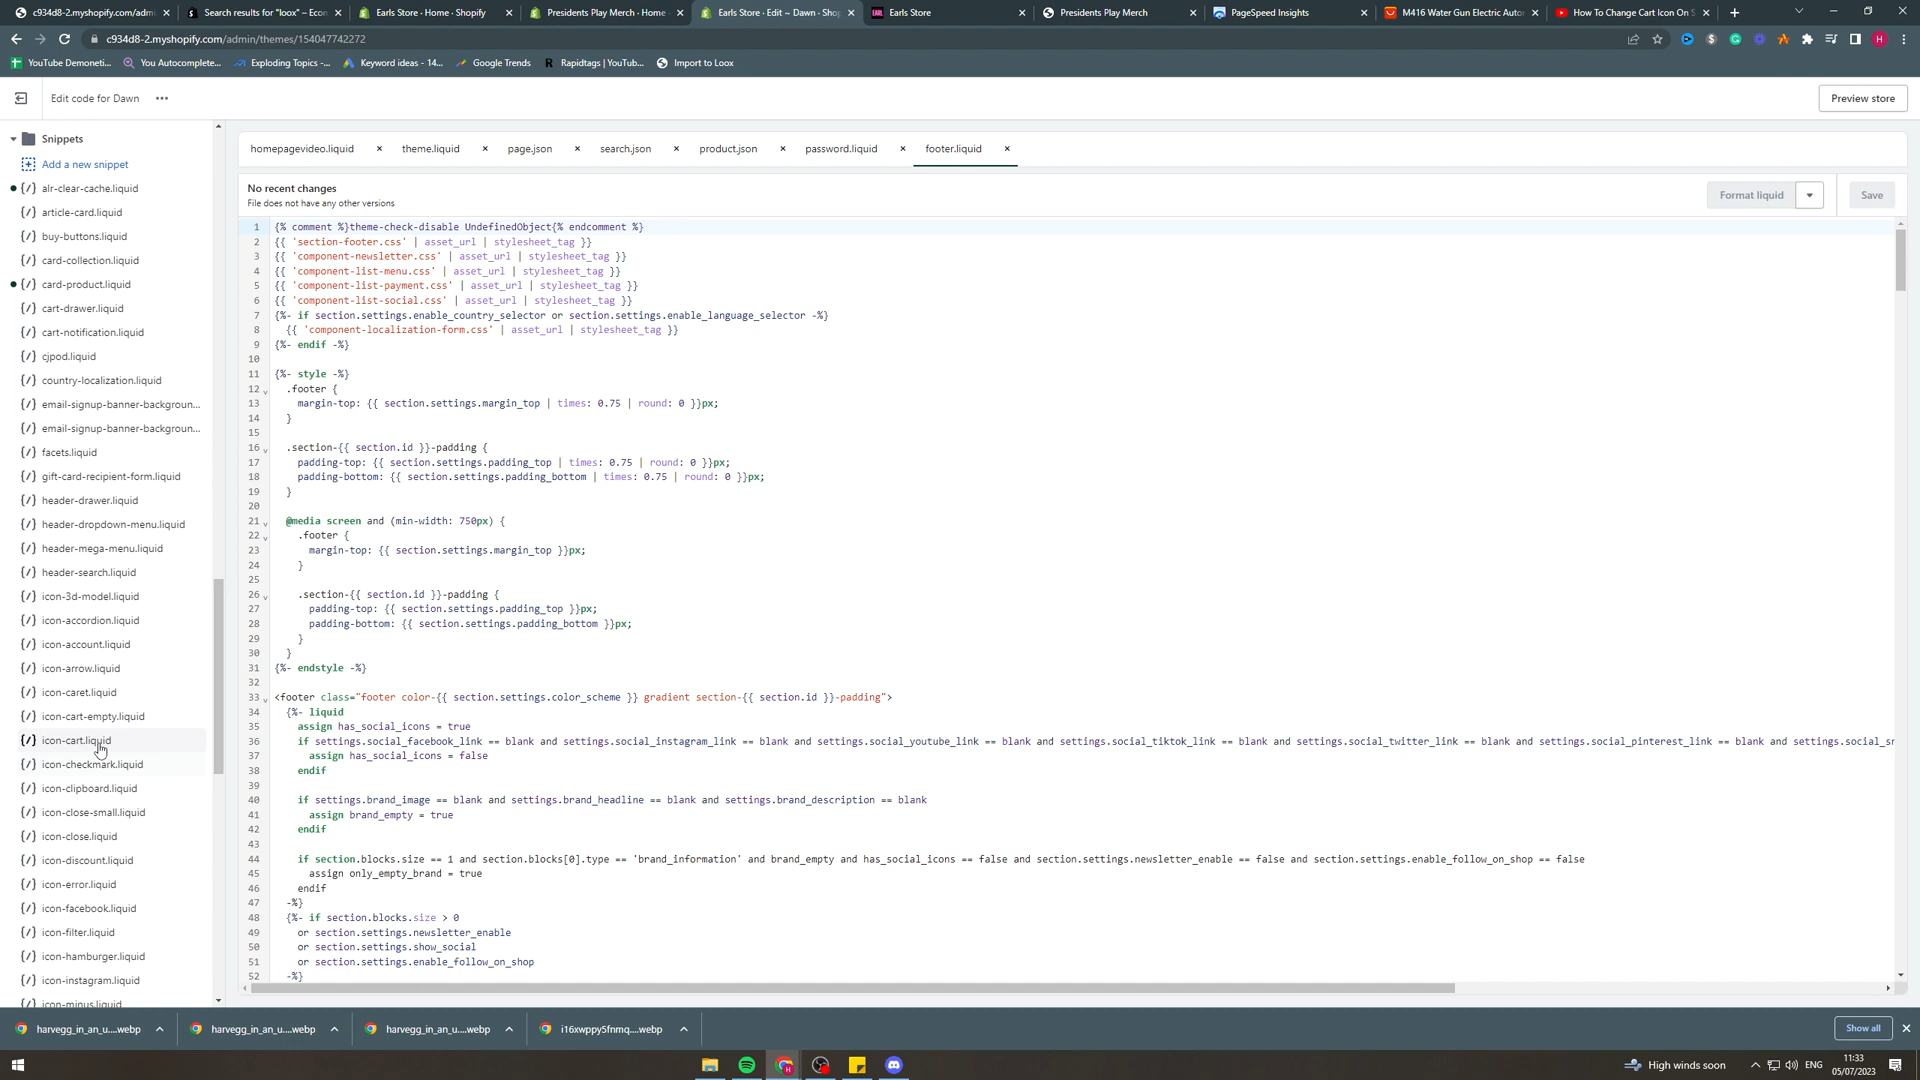 c934d8-2.myshopify.com/adm
Search results for "loox" – Econ
Earls Store · Home · Shopify
Presidents Play Merch · Home
Earls Store · Edit ~ Dawn · Shop
EARL
Earls Store
Presidents Play Merch
PageSpeed Insights
M416 Water Gun Electric Autom
How To Change Cart Icon On S
c934d8-2.myshopify.com/admin/themes/154047742272
YouTube Demoneti...
You Autocomplete...
Exploding Topics -...
Keyword ideas - 14...
Google Trends
Rapidtags | YouTub...
Import to Loox
H
Edit code for Dawn
Preview store
Snippets
Add a new snippet
alr-clear-cache.liquid
article-card.liquid
buy-buttons.liquid
card-collection.liquid
card-product.liquid
cart-drawer.liquid
cart-notification.liquid
cjpod.liquid
country-localization.liquid
email-signup-banner-backgroun...
email-signup-banner-backgroun...
facets.liquid
gift-card-recipient-form.liquid
header-drawer.liquid
header-dropdown-menu.liquid
header-mega-menu.liquid
header-search.liquid
icon-3d-model.liquid
icon-accordion.liquid
icon-account.liquid
icon-arrow.liquid
icon-caret.liquid
icon-cart-empty.liquid
icon-cart.liquid
icon-checkmark.liquid
icon-clipboard.liquid
icon-close-small.liquid
icon-close.liquid
icon-discount.liquid
icon-error.liquid
icon-facebook.liquid
icon-filter.liquid
icon-hamburger.liquid
icon-instagram.liquid
icon-minus.liquid
homepagevideo.liquid
theme.liquid
page.json
search.json
product.json
password.liquid
footer.liquid
No recent changes
File does not have any other versions
Format liquid
Save
1 {% comment %}theme-check-disable UndefinedObject{% endcomment %}
2 {{ 'section-footer.css' | asset_url | stylesheet_tag }}
3 {{ 'component-newsletter.css' | asset_url | stylesheet_tag }}
4 {{ 'component-list-menu.css' | asset_url | stylesheet_tag }}
5 {{ 'component-list-payment.css' | asset_url | stylesheet_tag }}
6 {{ 'component-list-social.css' | asset_url | stylesheet_tag }}
7 {%- if section.settings.enable_country_selector or section.settings.enable_language_selector -%}
8 {{ 'component-localization-form.css' | asset_url | stylesheet_tag }}
9 {%- endif -%}
10
11 {%- style -%}
12 .footer {
13 margin-top: {{ section.settings.margin_top | times: 0.75 | round: 0 }}px;
14 }
15
16 .section-{{ section.id }}-padding {
17 padding-top: {{ section.settings.padding_top | times: 0.75 | round: 0 }}px;
18 padding-bottom: {{ section.settings.padding_bottom | times: 0.75 | round: 0 }}px;
19 }
20
21 @media screen and (min-width: 750px) {
22 .footer {
23 margin-top: {{ section.settings.margin_top }}px;
24 }
25
26 .section-{{ section.id }}-padding {
27 padding-top: {{ section.settings.padding_top }}px;
28 padding-bottom: {{ section.settings.padding_bottom }}px;
29 }
30 }
31 {%- endstyle -%}
32
33 <footer class="footer color-{{ section.settings.color_scheme }} gradient section-{{ section.id }}-padding">
34 {%- liquid
35 assign has_social_icons = true
36 if settings.social_facebook_link == blank and settings.social_instagram_link == blank and settings.social_youtube_link == blank and settings.social_tiktok_link == blank and settings.social_twitter_link == blank and settings.social_pinterest_link == blank and settings.social_sn
37 assign has_social_icons = false
38 endif
39
40 if settings.brand_image == blank and settings.brand_headline == blank and settings.brand_description == blank
41 assign brand_empty = true
42 endif
43
44 if section.blocks.size == 1 and section.blocks[0].type == 'brand_information' and brand_empty and has_social_icons == false and section.settings.newsletter_enable == false and section.settings.enable_follow_on_shop == false
45 assign only_empty_brand = true
46 endif
47 -%}
48 {%- if section.blocks.size > 0
49 or section.settings.newsletter_enable
50 or section.settings.show_social
51 or section.settings.enable_follow_on_shop
52 -%}
harvegg_in_an_u....webp
harvegg_in_an_u....webp
harvegg_in_an_u....webp
i16xwppy5fnmq....webp
Show all
High winds soon
ENG
11:33
05/07/2023